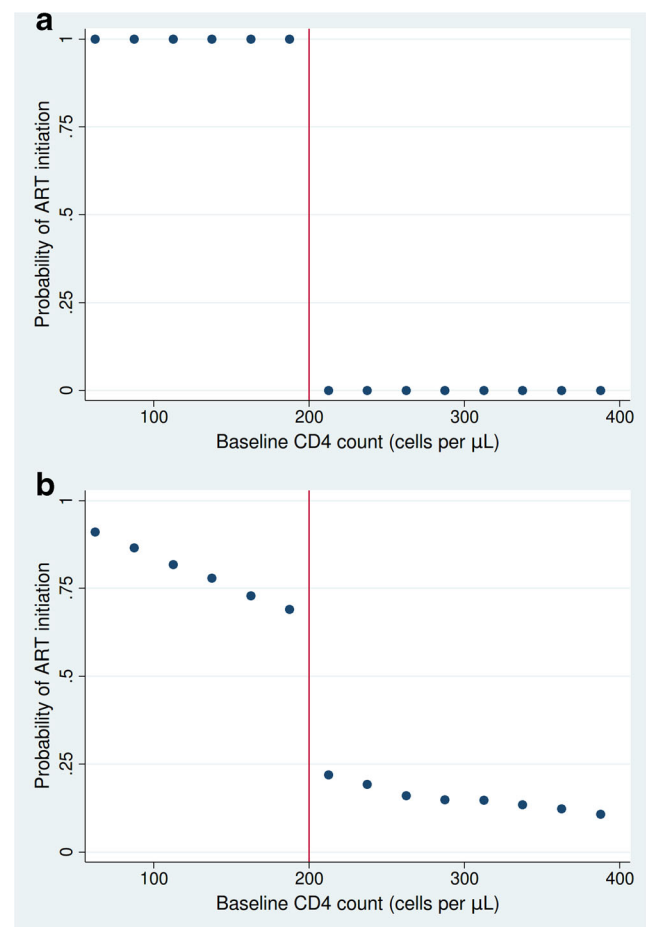 a
1
.75
.5
.25
0
Probability of ART initiation
100 200 300 400
Baseline CD4 count (cells per µL)
b
1
.75
.5
.25
0
Probability of ART initiation
100 200 300 400
Baseline CD4 count (cells per µL)